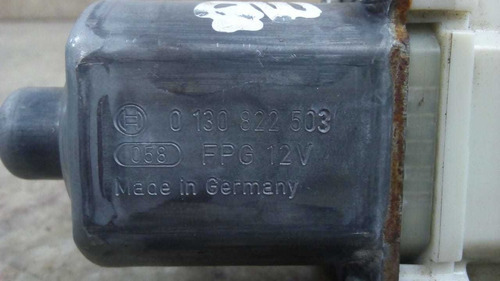 0 130 822 503
058 FPG 12V
Made in Germany